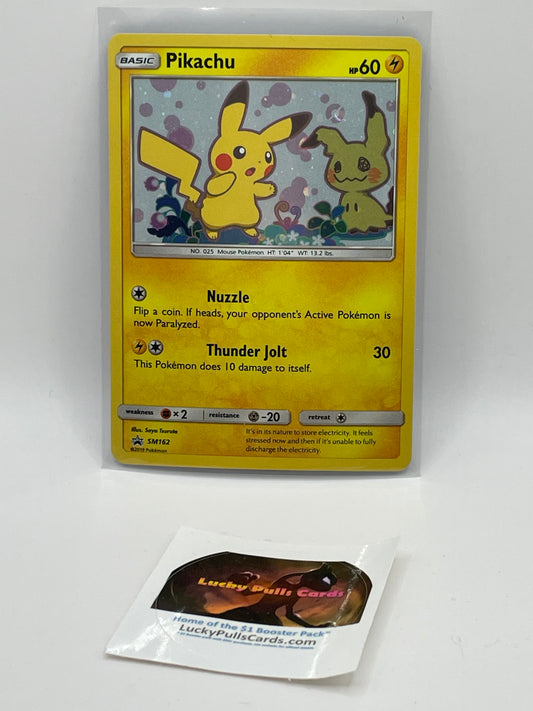 BASIC Pikachu HP60
NO. 025 Mouse Pokémon HT: 1'04" WT: 13.2 lbs.
Nuzzle
Flip a coin. If heads, your opponent's Active Pokémon is
now Paralyzed.
Thunder Jolt 30
This Pokémon does 10 damage to itself.
weakness ×2 resistance -20 retreat
Illus. Saya Tsuruta
SM162
©2019 Pokémon
It's in its nature to store electricity. It feels
stressed now and then if it's unable to fully
discharge the electricity.
Lucky Pulls Cards
Home of the $1 Booster Pack*
LuckyPullsCards.com